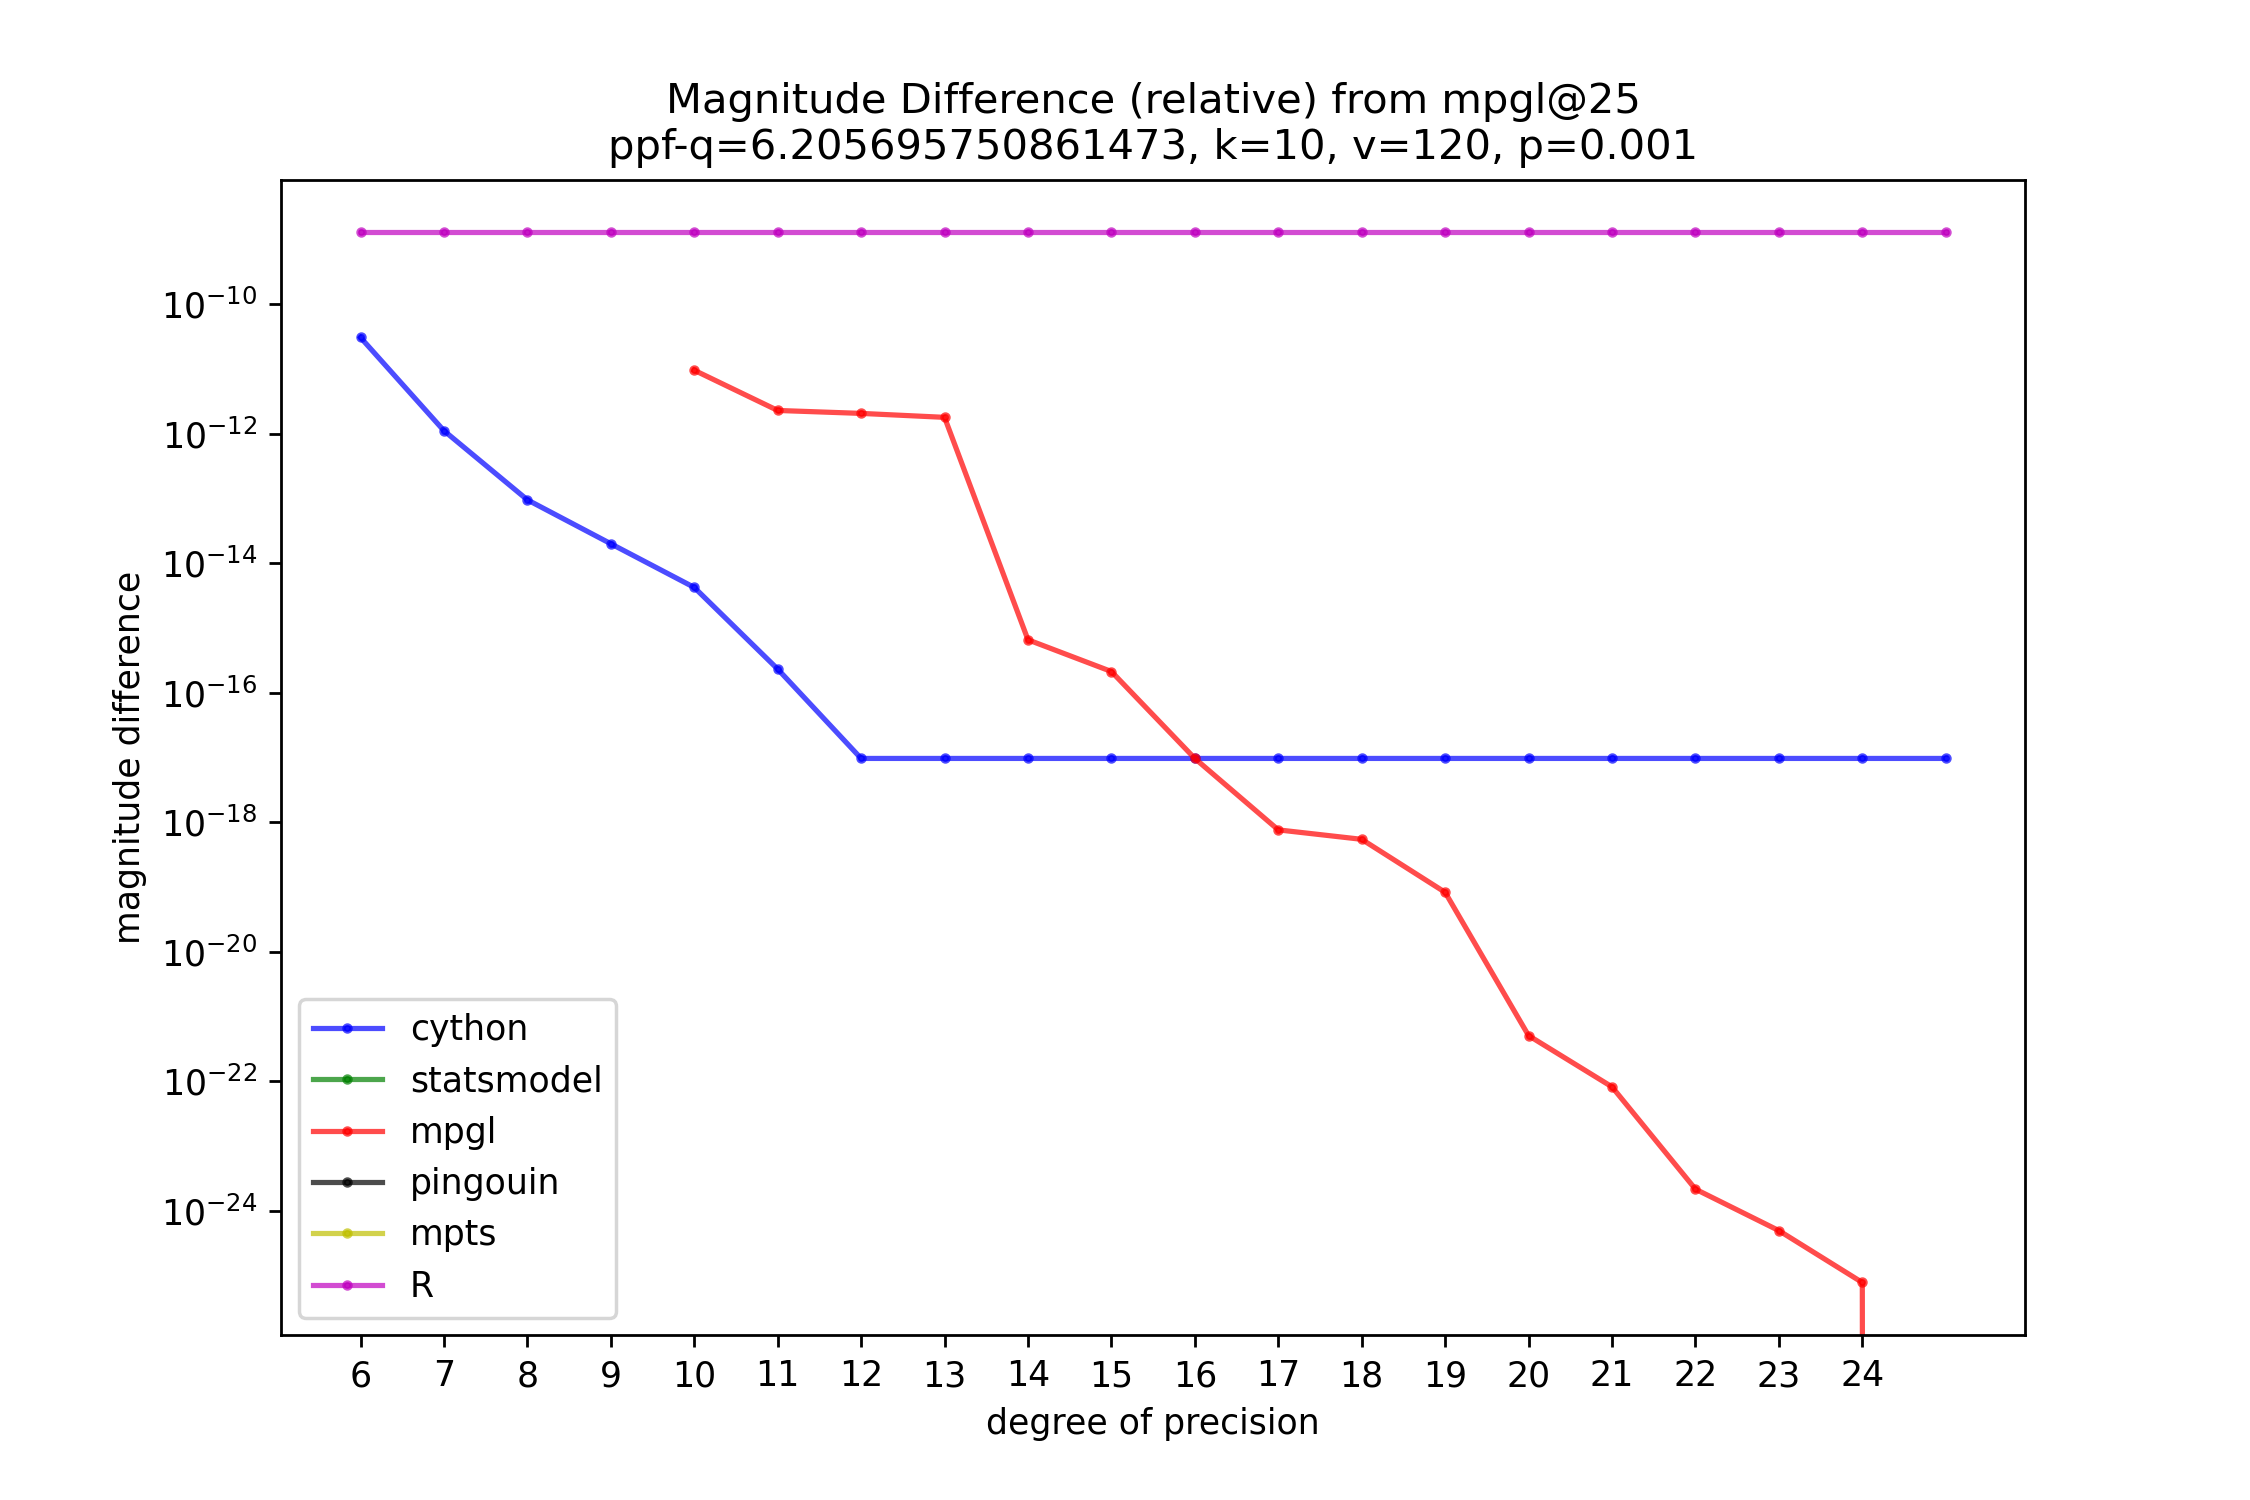 Magnitude Difference (relative) from mpgl@25
ppf-q=6.205695750861473, k=10, v=120, p=0.001
magnitude difference
10⁻¹⁰
10⁻¹²
10⁻¹⁴
10⁻¹⁶
10⁻¹⁸
10⁻²⁰
10⁻²²
10⁻²⁴
cython
statsmodel
mpgl
pingouin
mpts
R
6 7 8 9 10 11 12 13 14 15 16 17 18 19 20 21 22 23 24
degree of precision